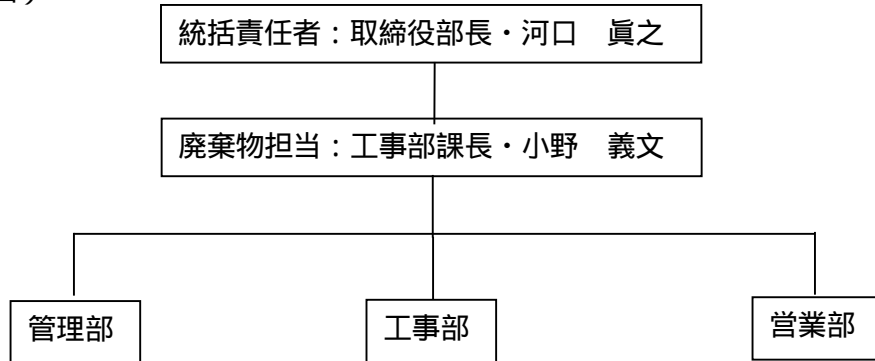 統括責任者：取締役部長・河口　眞之
廃棄物担当：工事部課長・小野　義文
管理部
工事部
営業部